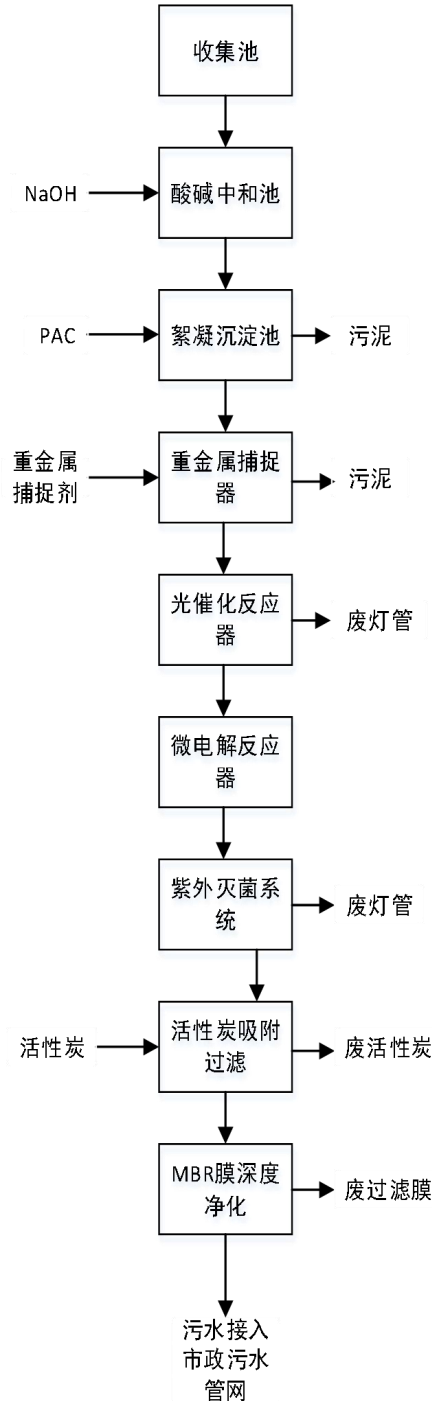 收集池
NaOH
酸碱中和池
PAC
絮凝沉淀池
污泥
重金属
捕捉剂
重金属捕捉
器
污泥
光催化反应
器
废灯管
微电解反应
器
紫外灭菌系
统
废灯管
活性炭
活性炭吸附
过滤
废活性炭
MBR膜深度
净化
废过滤膜
污水接入
市政污水
管网